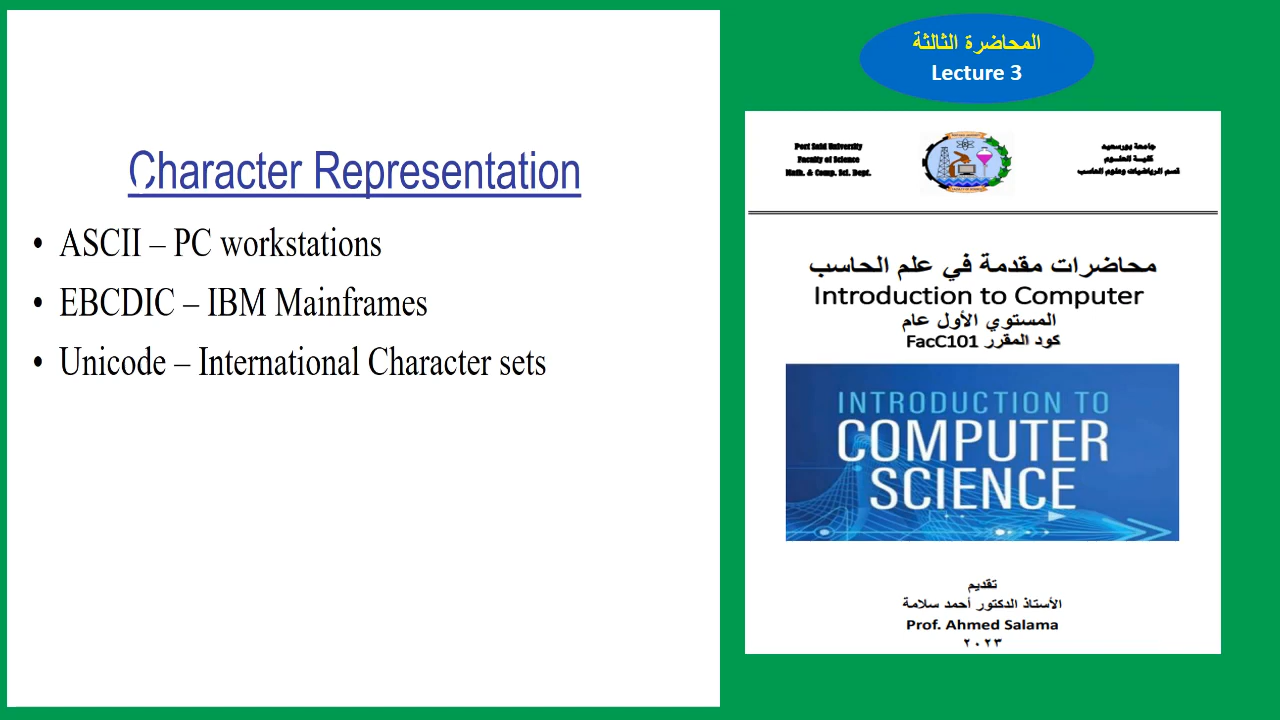 Character Representation
• ASCII – PC workstations
• EBCDIC – IBM Mainframes
• Unicode – International Character sets
المحاضرة الثالثة
Lecture 3
Port Said University
Faculty of Science
Math. & Comp. Sci. Dept.
جامعة بورسعيد
كلية العلوم
قسم الرياضيات وعلوم الحاسب
محاضرات مقدمة في علم الحاسب
Introduction to Computer
المستوي الأول عام
كود المقرر FacC101
INTRODUCTION TO
COMPUTER
SCIENCE
تقديم
الأستاذ الدكتور أحمد سلامة
Prof. Ahmed Salama
٢٠٢٣